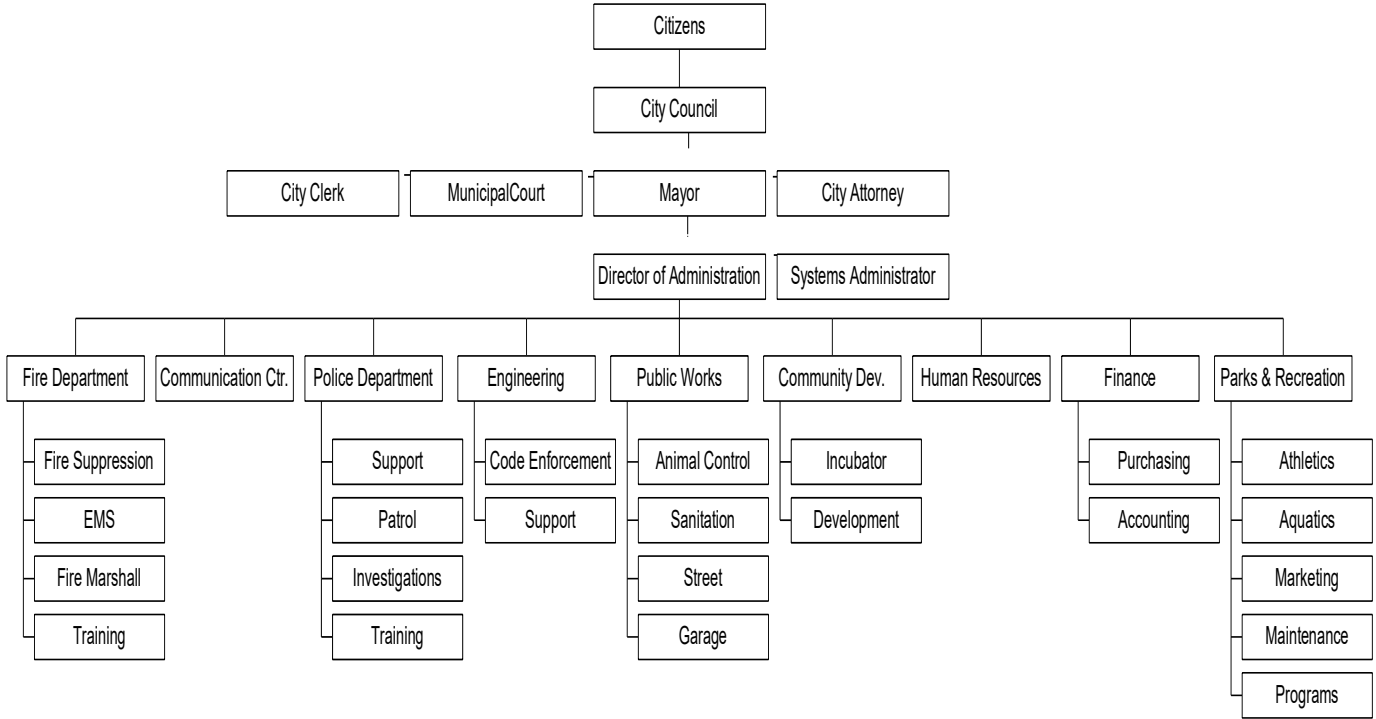 Citizens
City Council
City Clerk
MunicipalCourt
Mayor
City Attorney
Director of Administration
Systems Administrator
Fire Department
Communication Ctr.
Police Department
Engineering
Public Works
Community Dev.
Human Resources
Finance
Parks & Recreation
Fire Suppression
EMS
Fire Marshall
Training
Support
Patrol
Investigations
Training
Code Enforcement
Support
Animal Control
Sanitation
Street
Garage
Incubator
Development
Purchasing
Accounting
Athletics
Aquatics
Marketing
Maintenance
Programs